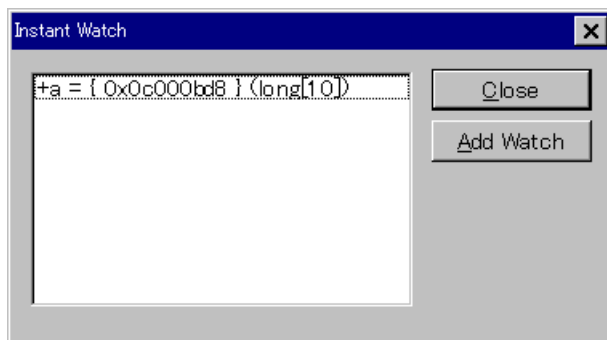 Instant Watch
+a = { 0x0c000bd8 } (long[10])
Close
Add Watch